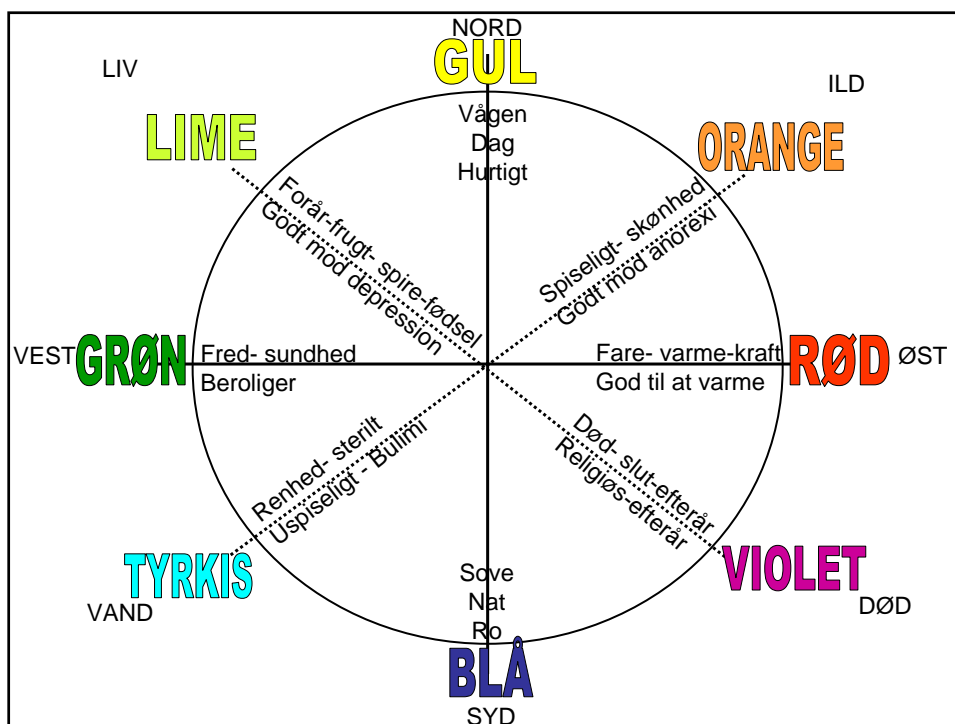 NORD
GUL
LIV
ILD
LIME
ORANGE
Vågen
Dag
Hurtigt
Forår-frugt- spire-fødsel
Godt mod depression
Spiseligt- skønhed
Godt mod anorexi
VEST
GRØN
Fred- sundhed
Beroliger
Fare- varme-kraft
God til at varme
RØD
ØST
Renhed- sterilt
Uspiseligt - Bulimi
Død- slut-efterår
Religiøs-efterår
TYRKIS
VIOLET
VAND
DØD
Sove
Nat
Ro
BLÅ
SYD